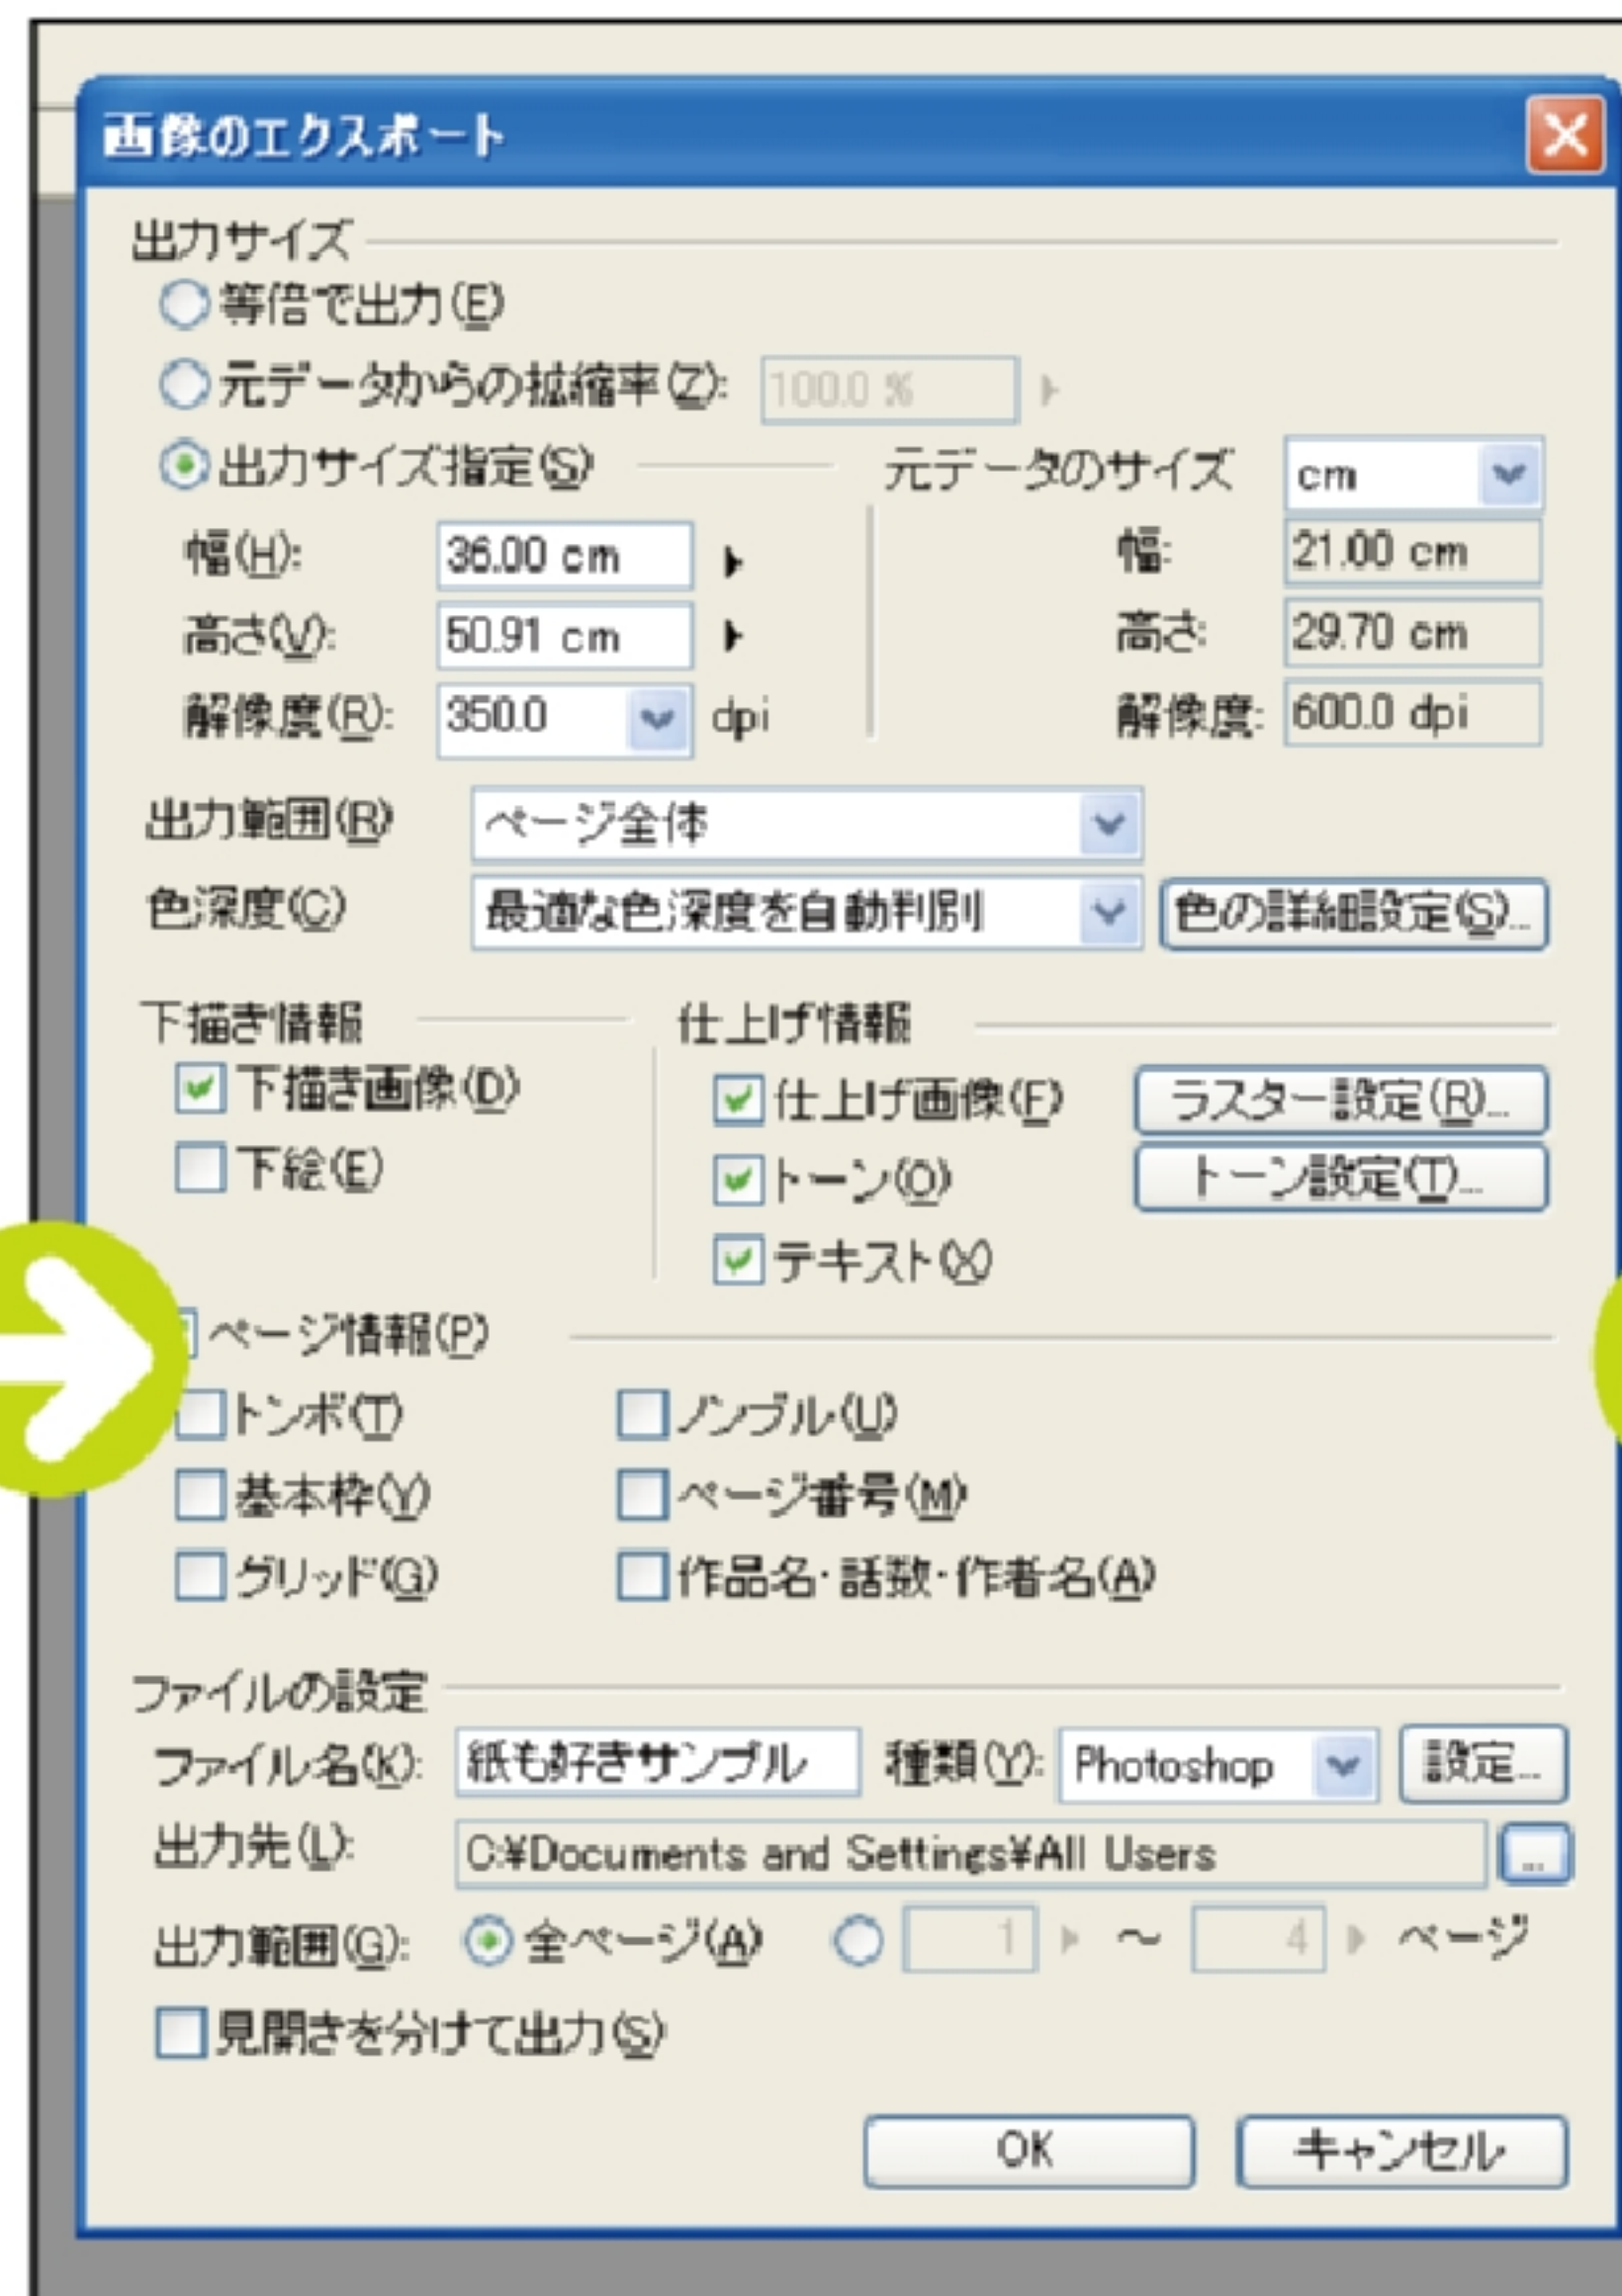 画像のエクスポート
出力サイズ
等倍で出力(E)
元データからの拡縮率(Z): 100.0 %
出力サイズ指定(S) 元データのサイズ cm
幅(H): 36.00 cm 幅: 21.00 cm
高さ(V): 50.91 cm 高さ: 29.70 cm
解像度(R): 350.0 dpi 解像度: 600.0 dpi
出力範囲(R) ページ全体
色深度(C) 最適な色深度を自動判別 色の詳細設定(S)...
下描き情報 仕上げ情報
下描き画像(D) 仕上げ画像(F) ラスター設定(R)...
下絵(E) トーン(O) トーン設定(T)...
テキスト(X)
ページ情報(P)
トンボ(T) ノンブル(U)
基本枠(Y) ページ番号(M)
グリッド(G) 作品名・話数・作者名(A)
ファイルの設定
ファイル名(K): 紙も好きサンプル 種類(Y): Photoshop 設定...
出力先(L): C:¥Documents and Settings¥All Users ...
出力範囲(G): 全ページ(A) 1 ～ 4 ページ
見開きを分けて出力(S)
OK キャンセル